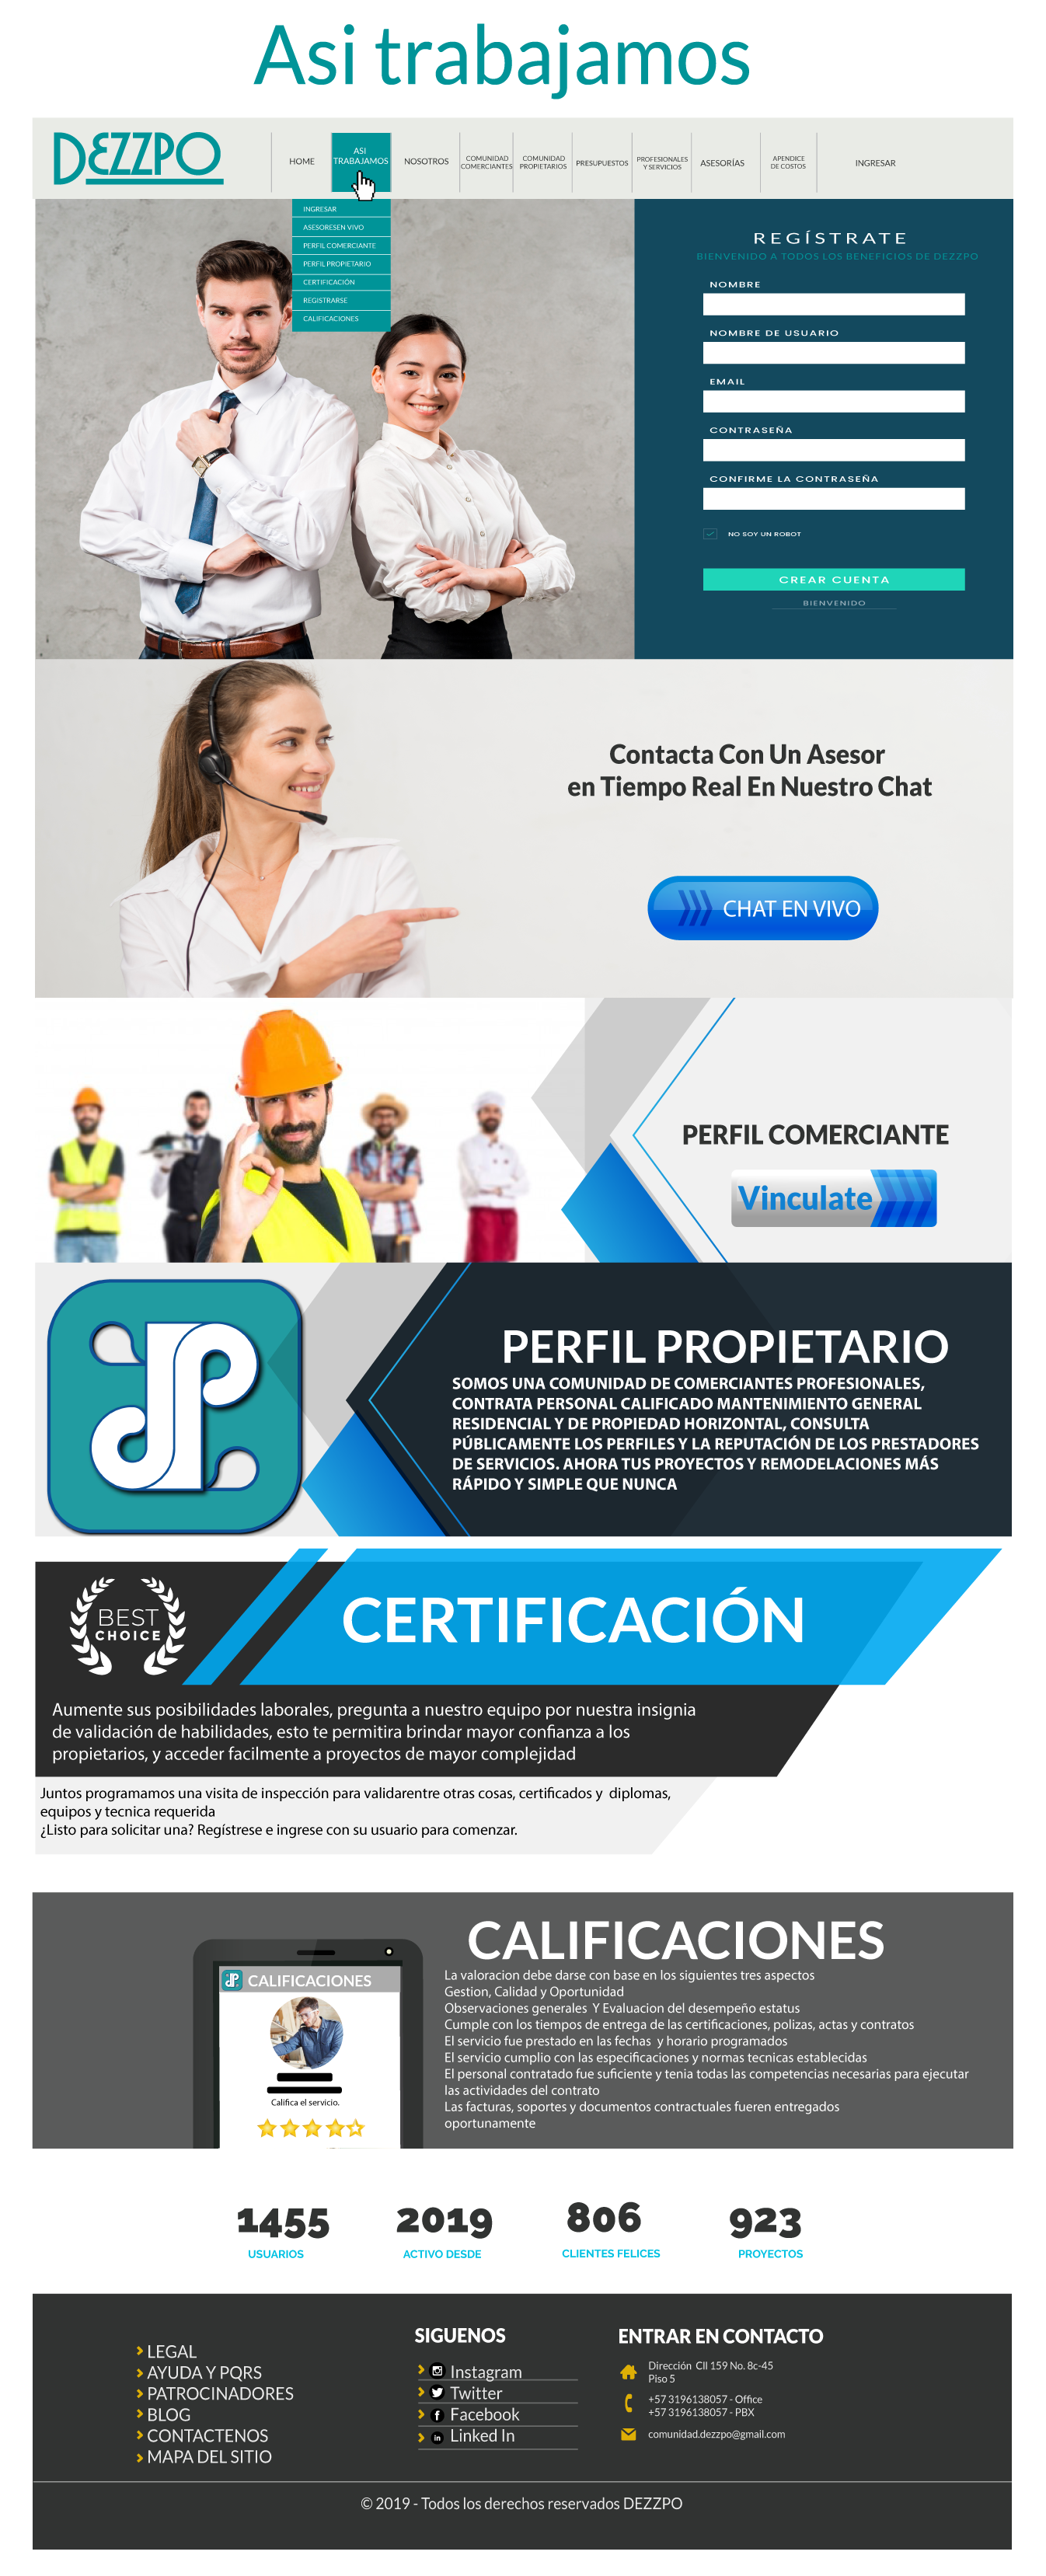 Asi trabajamos
DEZZPO
HOME
ASI
TRABAJAMOS
NOSOTROS
COMUNIDAD
COMERCIANTES
COMUNIDAD
PROPIETARIOS
PRESUPUESTOS
PROFESIONALES
Y SERVICIOS
ASESORÍAS
APENDICE
DE COSTOS
INGRESAR
INGRESAR
ASESORESEN VIVO
PERFIL COMERCIANTE
PERFIL PROPIETARIO
CERTIFICACIÓN
REGISTRARSE
CALIFICACIONES
REGÍSTRATE
BIENVENIDO A TODOS LOS BENEFICIOS DE DEZZPO
NOMBRE
NOMBRE DE USUARIO
EMAIL
CONTRASEÑA
CONFIRME LA CONTRASEÑA
NO SOY UN ROBOT
CREAR CUENTA
BIENVENIDO
Contacta Con Un Asesor
en Tiempo Real En Nuestro Chat
CHAT EN VIVO
PERFIL COMERCIANTE
Vinculate
PERFIL PROPIETARIO
SOMOS UNA COMUNIDAD DE COMERCIANTES PROFESIONALES,
CONTRATA PERSONAL CALIFICADO MANTENIMIENTO GENERAL
RESIDENCIAL Y DE PROPIEDAD HORIZONTAL, CONSULTA
PÚBLICAMENTE LOS PERFILES Y LA REPUTACIÓN DE LOS PRESTADORES
DE SERVICIOS. AHORA TUS PROYECTOS Y REMODELACIONES MÁS
RÁPIDO Y SIMPLE QUE NUNCA
BEST
CHOICE
CERTIFICACIÓN
Aumente sus posibilidades laborales, pregunta a nuestro equipo por nuestra insignia
de validación de habilidades, esto te permitira brindar mayor confianza a los
propietarios, y acceder facilmente a proyectos de mayor complejidad
Juntos programamos una visita de inspección para validarentre otras cosas, certificados y diplomas,
equipos y tecnica requerida
¿Listo para solicitar una? Regístrese e ingrese con su usuario para comenzar.
CALIFICACIONES
Califica el servicio.
CALIFICACIONES
La valoracion debe darse con base en los siguientes tres aspectos
Gestion, Calidad y Oportunidad
Observaciones generales Y Evaluacion del desempeño estatus
Cumple con los tiempos de entrega de las certificaciones, polizas, actas y contratos
El servicio fue prestado en las fechas y horario programados
El servicio cumplio con las especificaciones y normas tecnicas establecidas
El personal contratado fue suficiente y tenia todas las competencias necesarias para ejecutar
las actividades del contrato
Las facturas, soportes y documentos contractuales fueren entregados
oportunamente
1455
USUARIOS
2019
ACTIVO DESDE
806
CLIENTES FELICES
923
PROYECTOS
LEGAL
AYUDA Y PQRS
PATROCINADORES
BLOG
CONTACTENOS
MAPA DEL SITIO
SIGUENOS
Instagram
Twitter
Facebook
Linked In
ENTRAR EN CONTACTO
Dirección Cll 159 No. 8c-45
Piso 5
+57 3196138057 - Office
+57 3196138057 - PBX
comunidad.dezzpo@gmail.com
© 2019 - Todos los derechos reservados DEZZPO